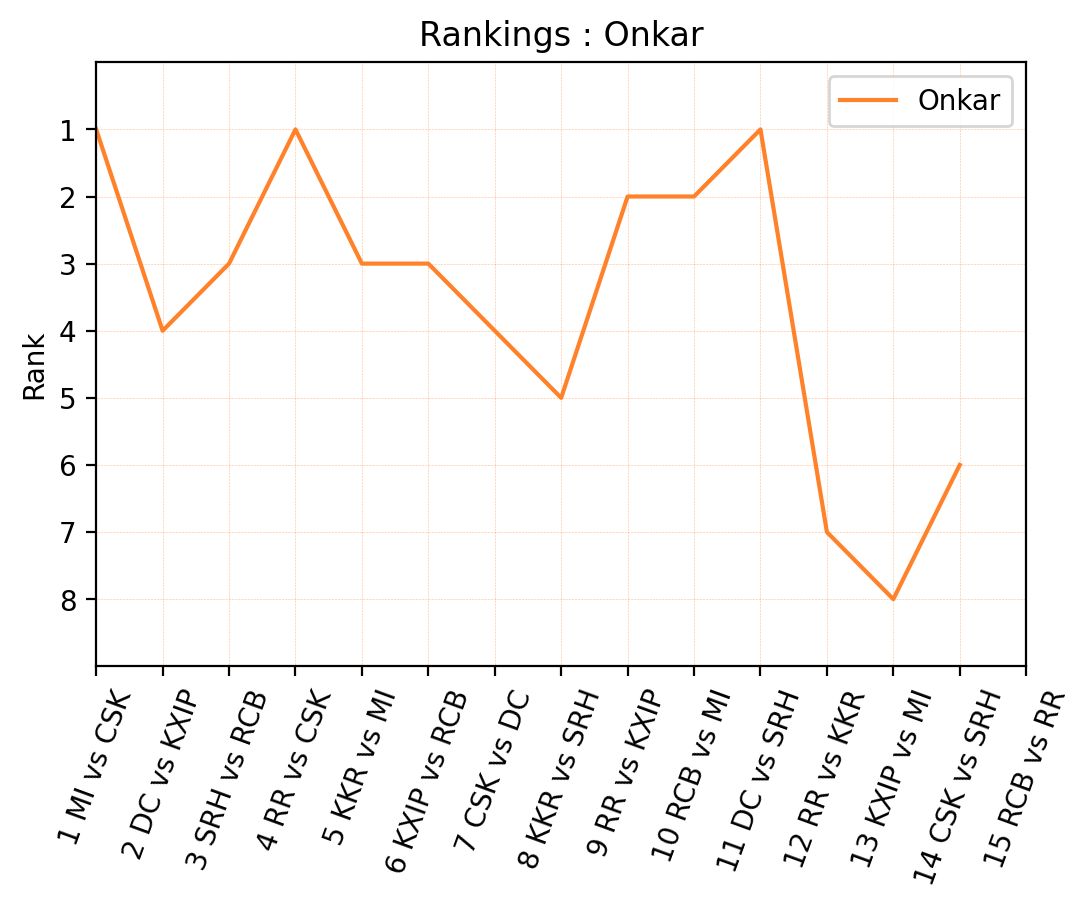 Rankings : Onkar
Onkar
Rank
1
2
3
4
5
6
7
8
1 MI vs CSK
2 DC vs KXIP
3 SRH vs RCB
4 RR vs CSK
5 KKR vs MI
6 KXIP vs RCB
7 CSK vs DC
8 KKR vs SRH
9 RR vs KXIP
10 RCB vs MI
11 DC vs SRH
12 RR vs KKR
13 KXIP vs MI
14 CSK vs SRH
15 RCB vs RR